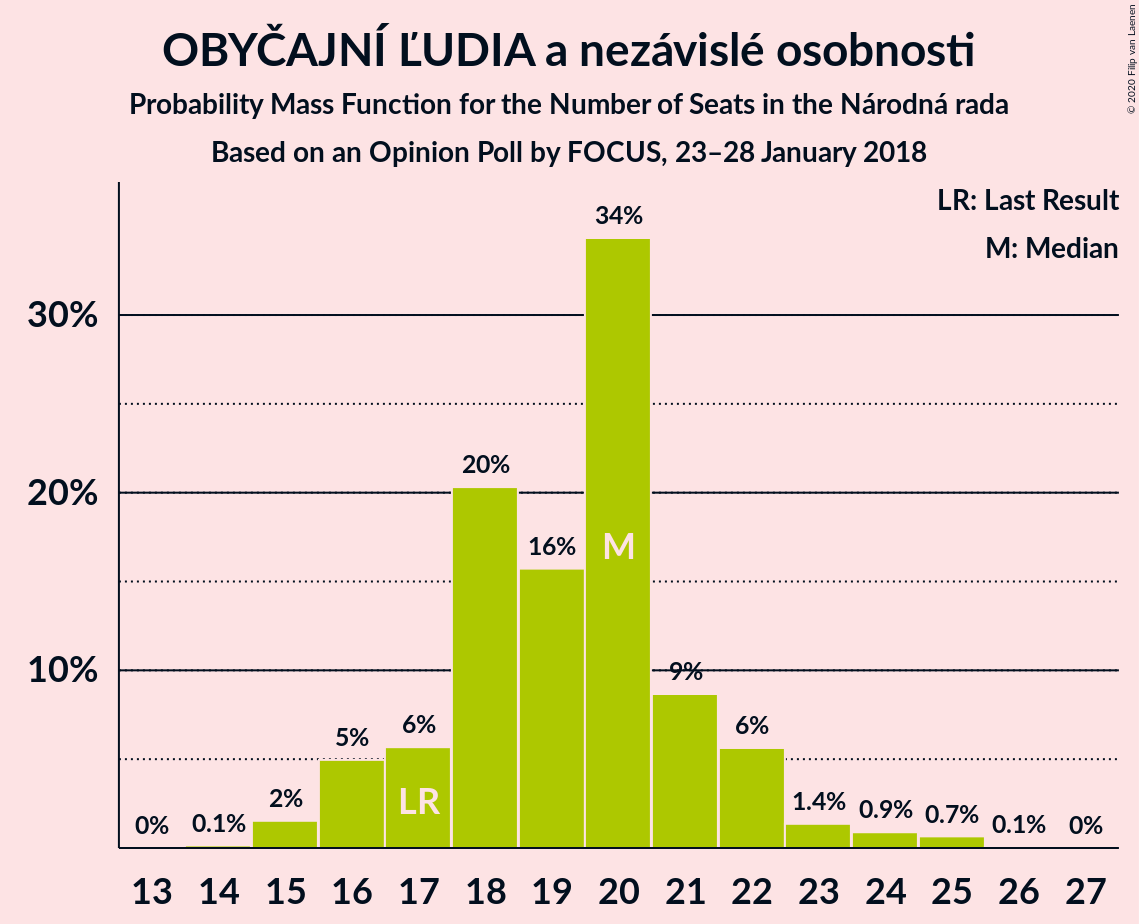 OBYČAJNÍ ĽUDIA a nezávislé osobnosti
Probability Mass Function for the Number of Seats in the Národná rada
Based on an Opinion Poll by FOCUS, 23–28 January 2018
© 2020 Filip van Laenen
LR: Last Result
M: Median
30%
20%
10%
0%
0.1%
2%
5%
6%
20%
16%
34%
9%
6%
1.4%
0.9%
0.7%
0.1%
0%
LR
M
13 14 15 16 17 18 19 20 21 22 23 24 25 26 27